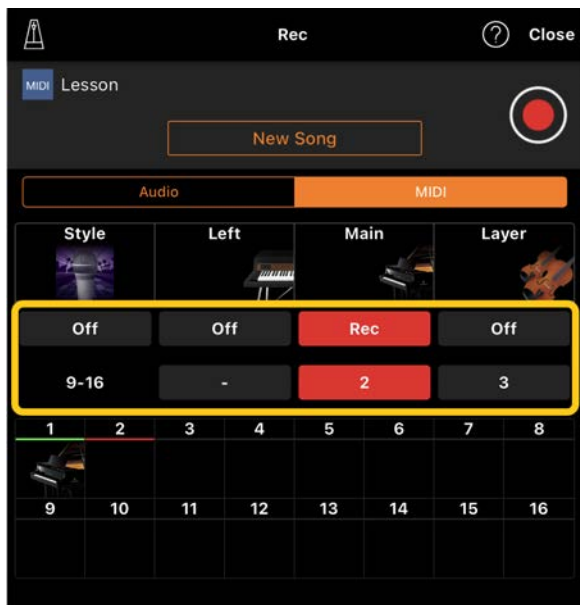 Rec
? Close
MIDI Lesson
New Song
Audio MIDI
Style Left Main Layer
Off Off Rec Off
9-16 - 2 3
1 2 3 4 5 6 7 8
9 10 11 12 13 14 15 16